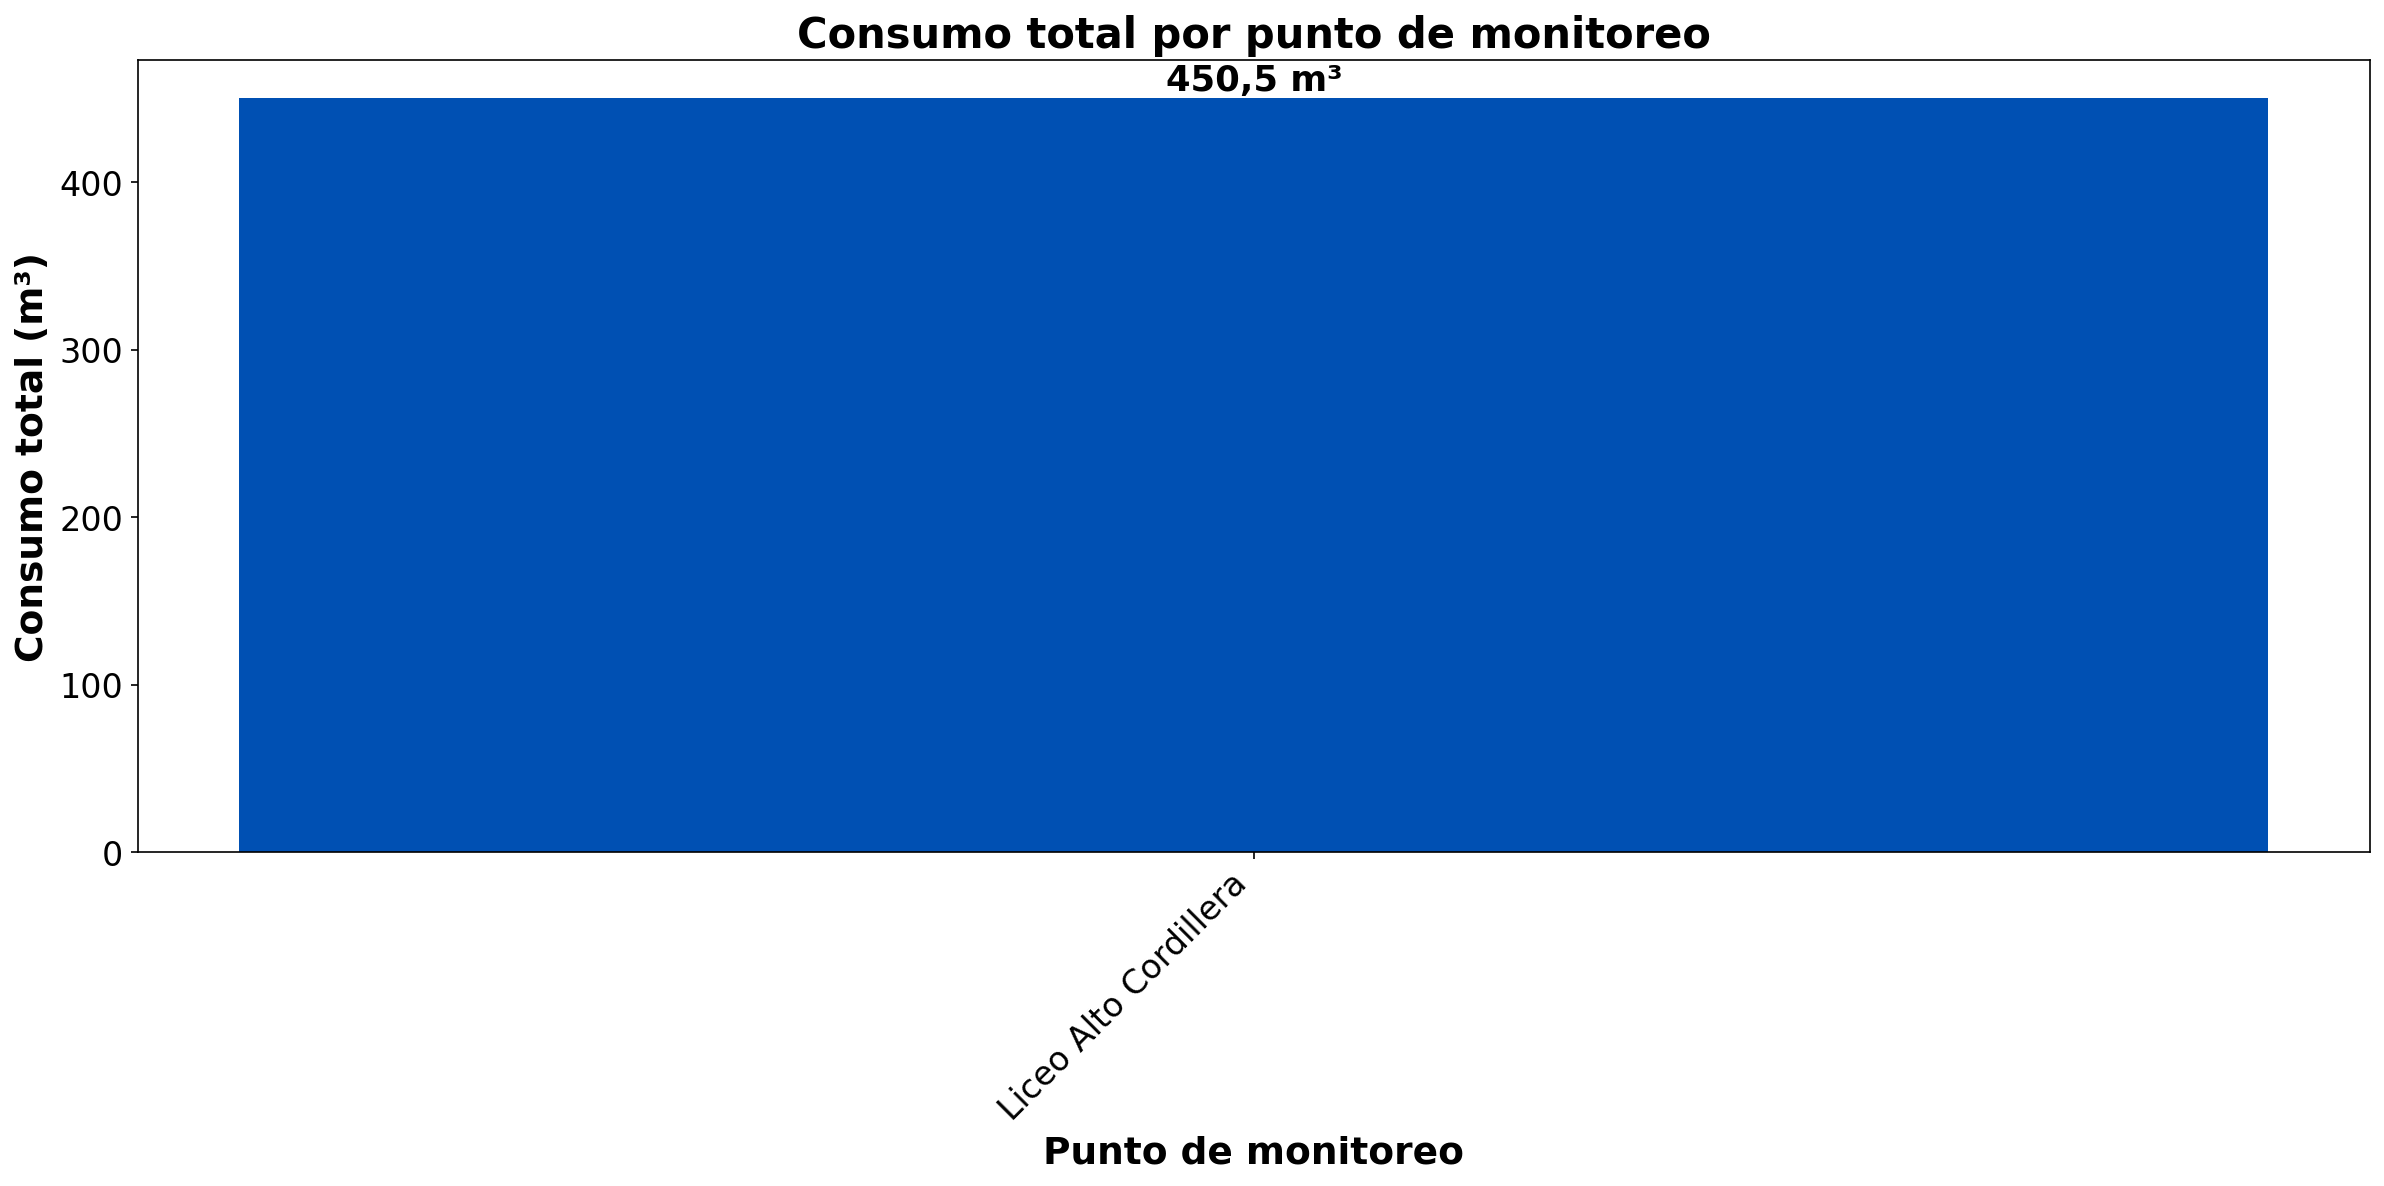 Consumo total por punto de monitoreo
450,5 m³
Consumo total (m³)
400
300
200
100
0
Liceo Alto Cordillera
Punto de monitoreo